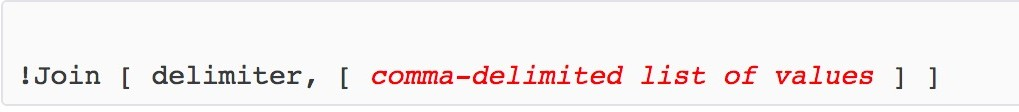 !Join [ delimiter, [ comma-delimited list of values ] ]